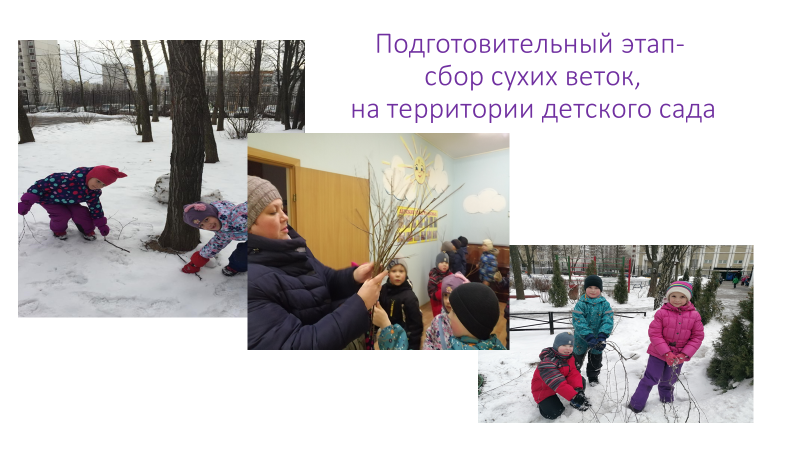 Подготовительный этап-
сбор сухих веток,
на территории детского сада